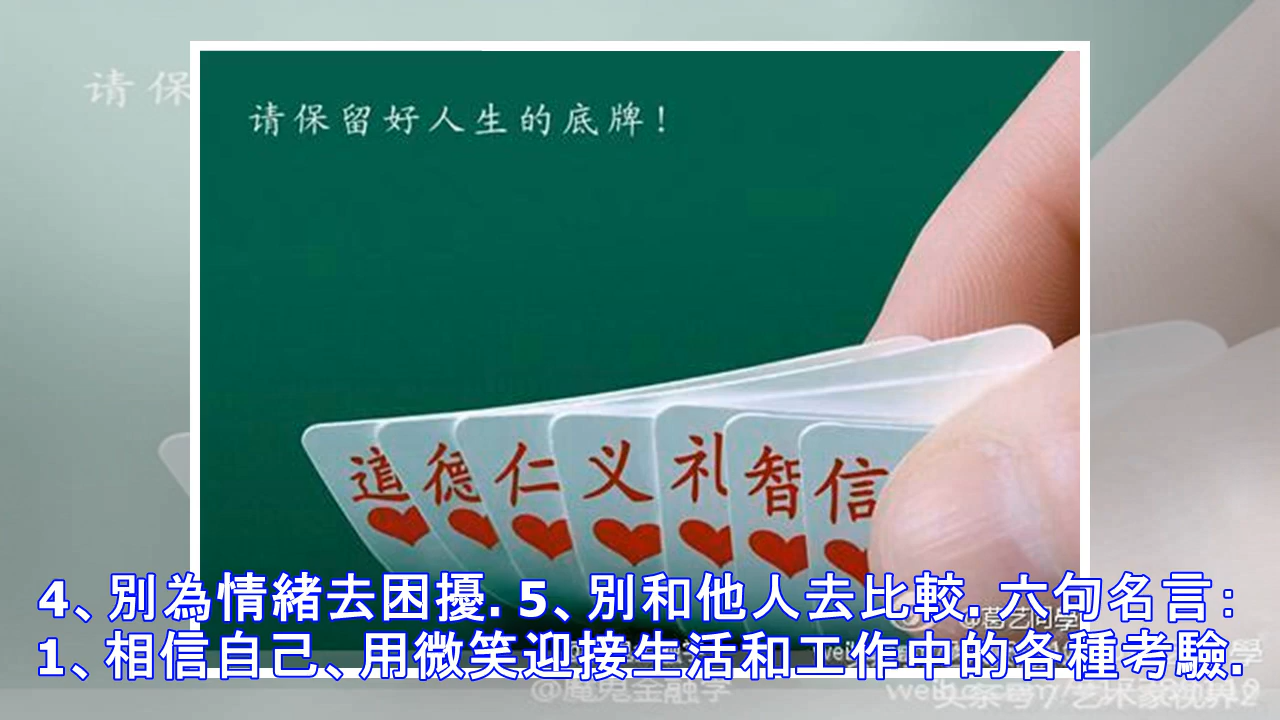 请保
请保留好人生的底牌！
道 德 仁 义 礼 智 信
4、別為情緒去困擾. 5、別和他人去比較. 六句名言：
1、相信自己、用微笑迎接生活和工作中的各種考驗.